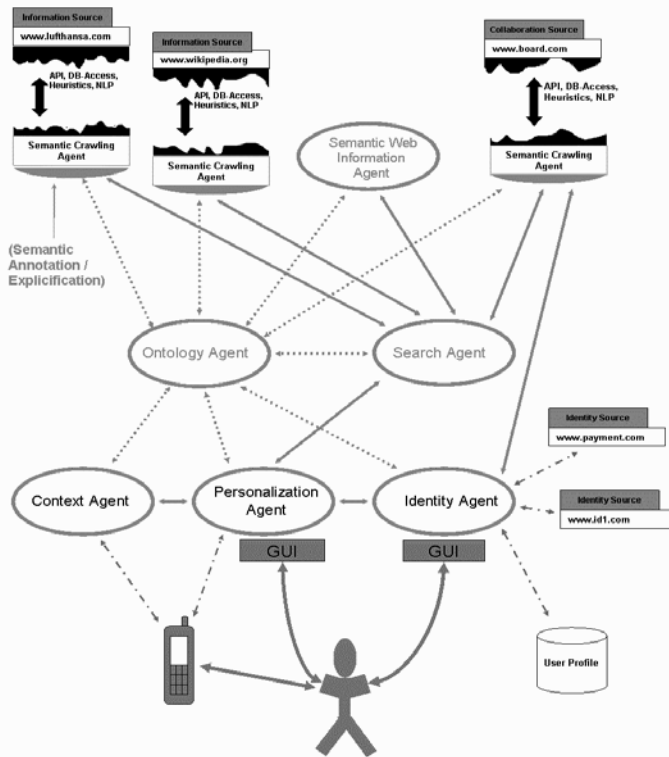 Information Source
www.lufthansa.com
API, DB-Access,
Heuristics, NLP
Semantic Crawling
Agent
Information Source
www.wikipedia.org
API, DB-Access,
Heuristics, NLP
Semantic Crawling
Agent
Collaboration Source
www.board.com
API, DB-Access,
Heuristics, NLP
Semantic Crawling
Agent
Semantic Web
Information
Agent
(Semantic
Annotation /
Explicification)
Ontology Agent
Search Agent
Context Agent
Personalization
Agent
Identity Agent
Identity Source
www.payment.com
Identity Source
www.id1.com
GUI
GUI
User Profile